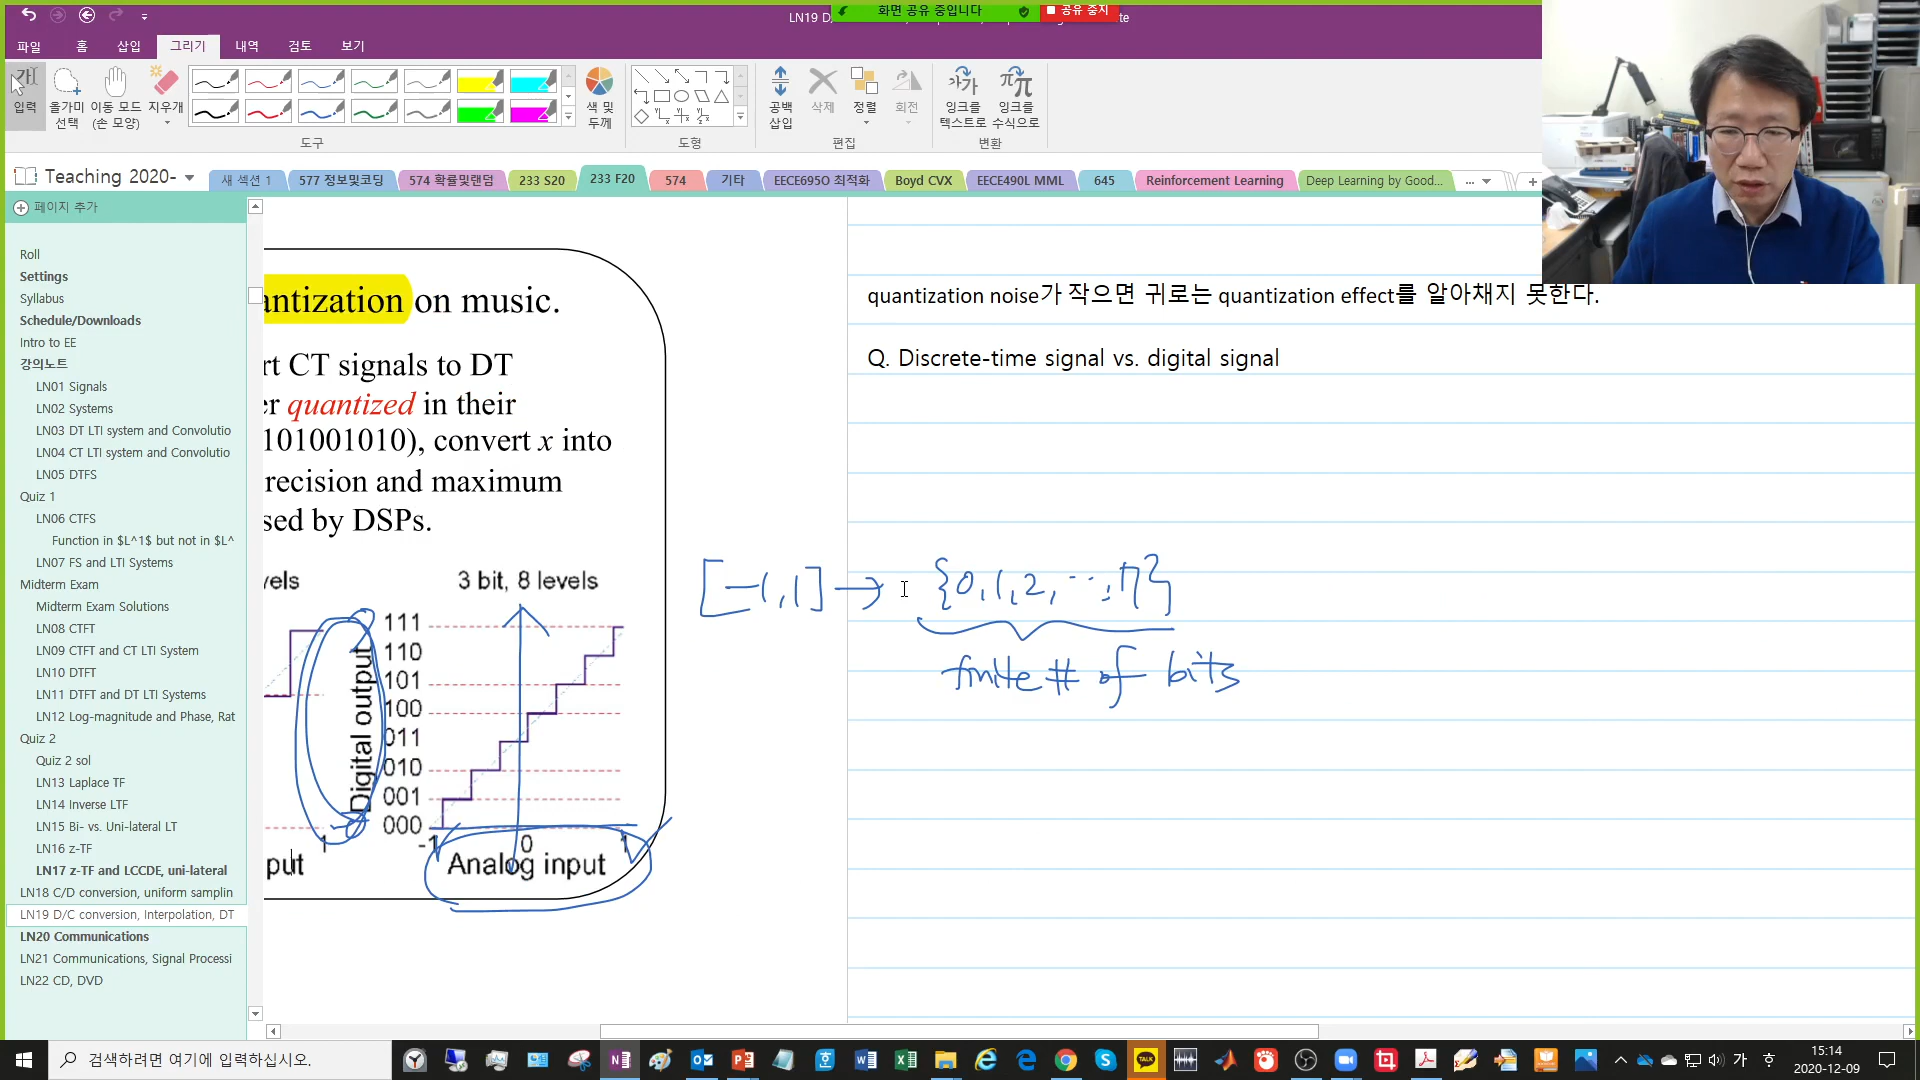 LN19 D/
화면 공유 중입니다
공유 중지
te
파일 홈 삽입 그리기 내역 검토 보기
입력
올가미 선택
이동 모드 (손 모양)
지우개
색 및 두께
공백 삽입
삭제
정렬
회전
잉크를 텍스트로
잉크를 수식으로
도구 도형 편집 변환
Teaching 2020-
새 섹션 1 577 정보및코딩 574 확률및랜덤 233 S20 233 F20 574 기타 EECE695O 최적화 Boyd CVX EECE490L MML 645 Reinforcement Learning Deep Learning by Good... ...
페이지 추가
Roll
Settings
Syllabus
Schedule/Downloads
Intro to EE
강의노트
LN01 Signals
LN02 Systems
LN03 DT LTI system and Convolutio
LN04 CT LTI system and Convolutio
LN05 DTFS
Quiz 1
LN06 CTFS
Function in $L^1$ but not in $L^
LN07 FS and LTI Systems
Midterm Exam
Midterm Exam Solutions
LN08 CTFT
LN09 CTFT and CT LTI System
LN10 DTFT
LN11 DTFT and DT LTI Systems
LN12 Log-magnitude and Phase, Rat
Quiz 2
Quiz 2 sol
LN13 Laplace TF
LN14 Inverse LTF
LN15 Bi- vs. Uni-lateral LT
LN16 z-TF
LN17 z-TF and LCCDE, uni-lateral
LN18 C/D conversion, uniform samplin
LN19 D/C conversion, Interpolation, DT
LN20 Communications
LN21 Communications, Signal Processi
LN22 CD, DVD
antization on music.
rt CT signals to DT
er quantized in their
101001010), convert x into
recision and maximum
sed by DSPs.
vels
3 bit, 8 levels
Digital output
111
110
101
100
011
010
001
000
1
-1 0 1
put
Analog input
quantization noise가 작으면 귀로는 quantization effect를 알아채지 못한다.
Q. Discrete-time signal vs. digital signal
[-1,1] → {0,1,2,⋯,7}
finite # of bits
검색하려면 여기에 입력하십시오.
TALK
가
15:14
2020-12-09